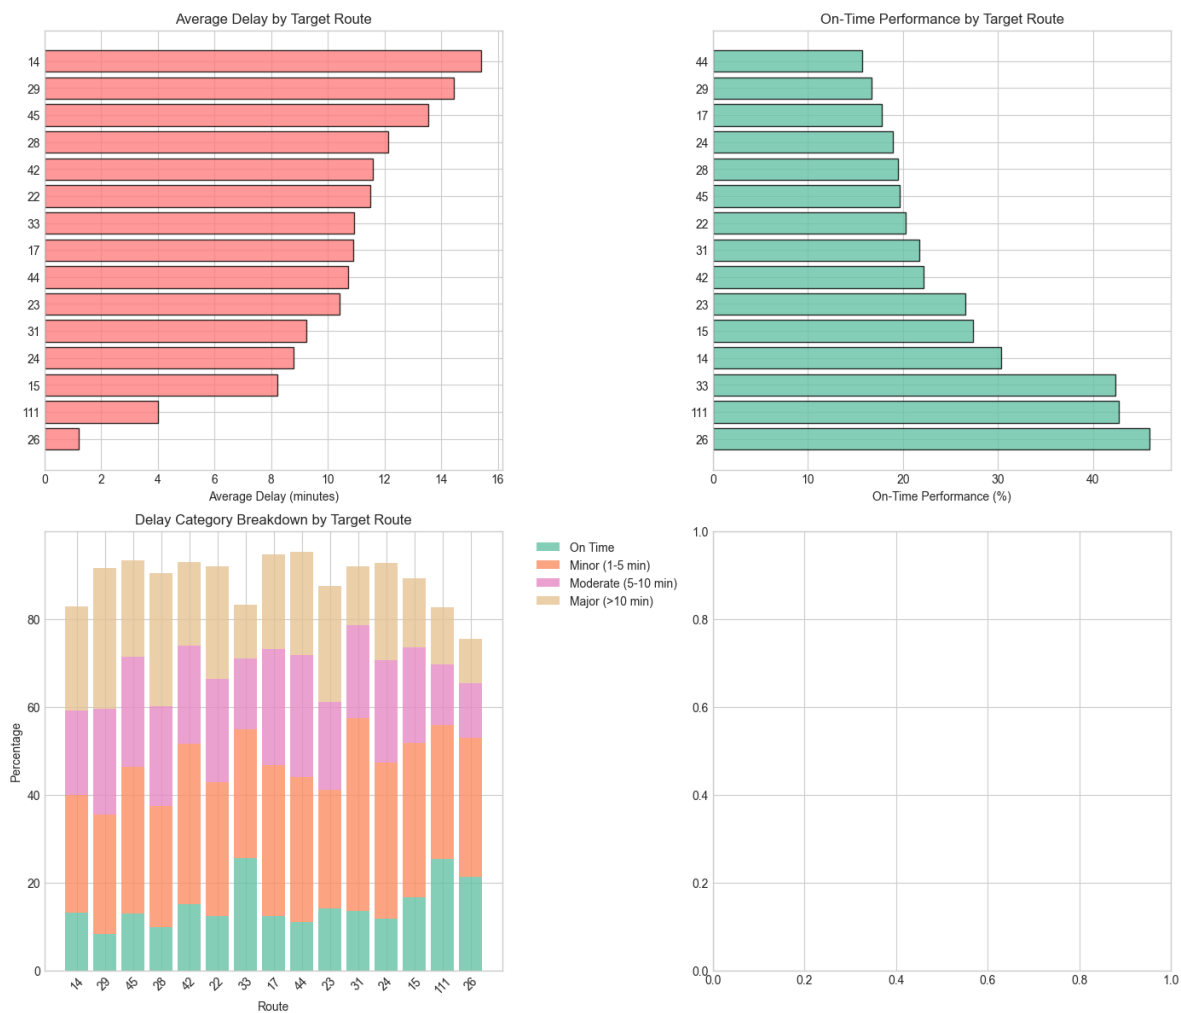 Average Delay by Target Route
14
29
45
28
42
22
33
17
44
23
31
24
15
111
26
0 2 4 6 8 10 12 14 16
Average Delay (minutes)
On-Time Performance by Target Route
44
29
17
24
28
45
22
31
42
23
15
14
33
111
26
0 10 20 30 40
On-Time Performance (%)
Delay Category Breakdown by Target Route
Percentage
80
60
40
20
0
14 29 45 28 42 22 33 17 44 23 31 24 15 111 26
Route
On Time
Minor (1-5 min)
Moderate (5-10 min)
Major (>10 min)
1.0
0.8
0.6
0.4
0.2
0.0
0.0 0.2 0.4 0.6 0.8 1.0